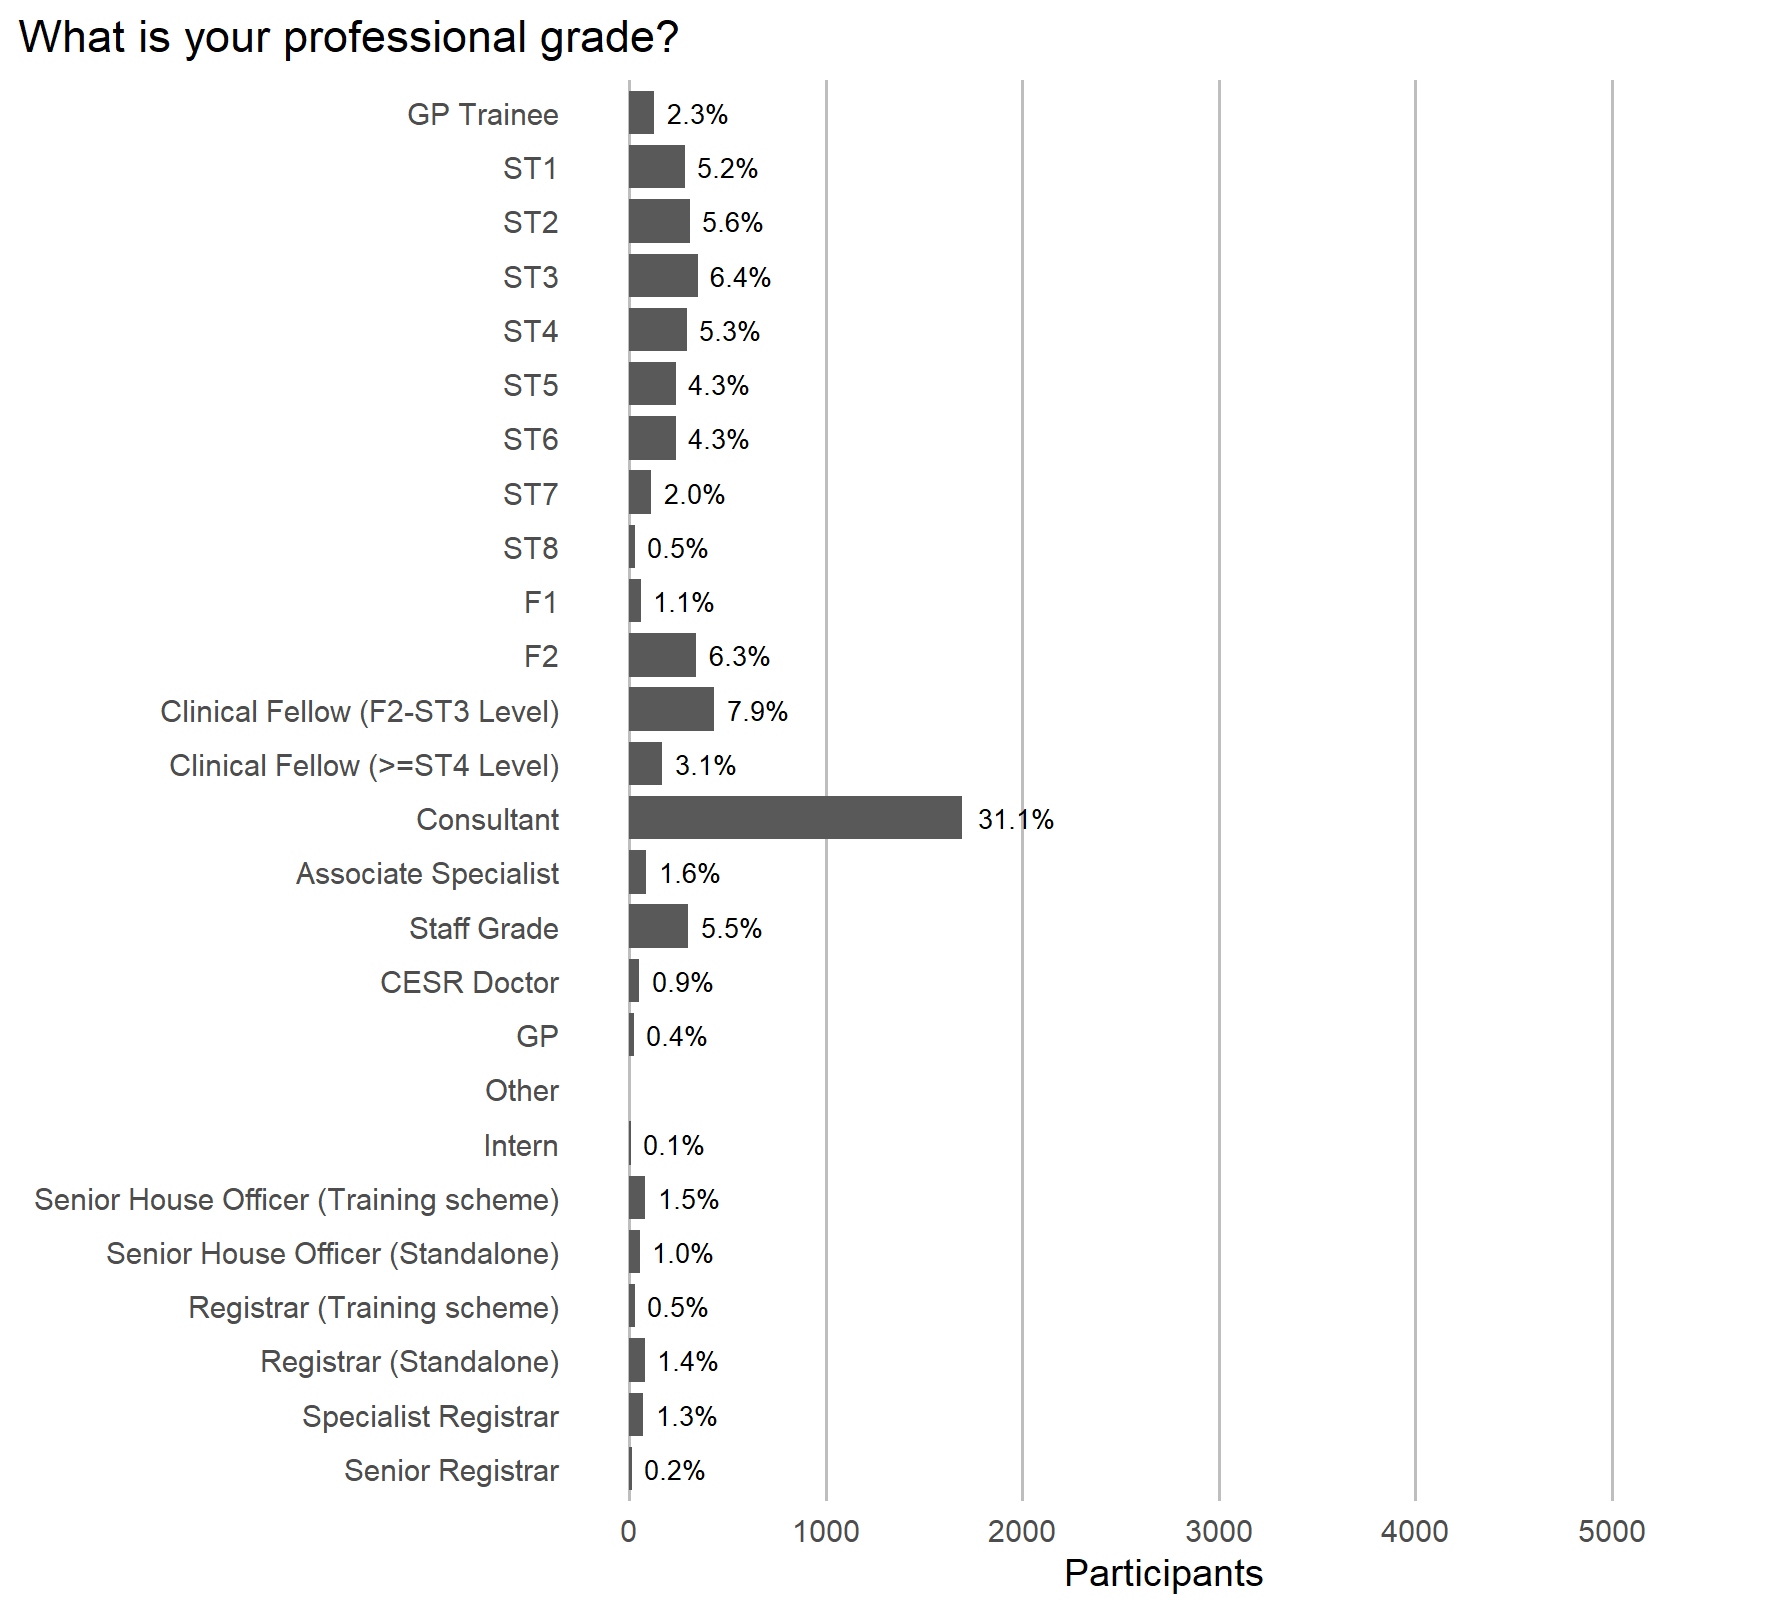 What is your professional grade?
GP Trainee 2.3%
ST1 5.2%
ST2 5.6%
ST3 6.4%
ST4 5.3%
ST5 4.3%
ST6 4.3%
ST7 2.0%
ST8 0.5%
F1 1.1%
F2 6.3%
Clinical Fellow (F2-ST3 Level) 7.9%
Clinical Fellow (>=ST4 Level) 3.1%
Consultant 31.1%
Associate Specialist 1.6%
Staff Grade 5.5%
CESR Doctor 0.9%
GP 0.4%
Other
Intern 0.1%
Senior House Officer (Training scheme) 1.5%
Senior House Officer (Standalone) 1.0%
Registrar (Training scheme) 0.5%
Registrar (Standalone) 1.4%
Specialist Registrar 1.3%
Senior Registrar 0.2%
0 1000 2000 3000 4000 5000
Participants